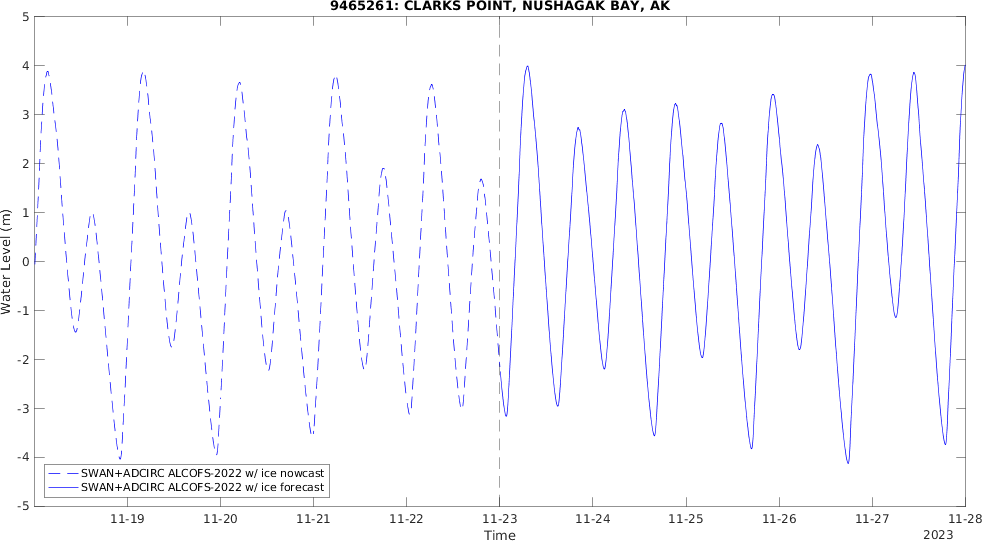 9465261: CLARKS POINT, NUSHAGAK BAY, AK
5
4
3
2
1
0
-1
-2
-3
-4
-5
Water Level (m)
SWAN+ADCIRC ALCOFS-2022 w/ ice nowcast
SWAN+ADCIRC ALCOFS-2022 w/ ice forecast
11-19 11-20 11-21 11-22 11-23 11-24 11-25 11-26 11-27 11-28
Time
2023